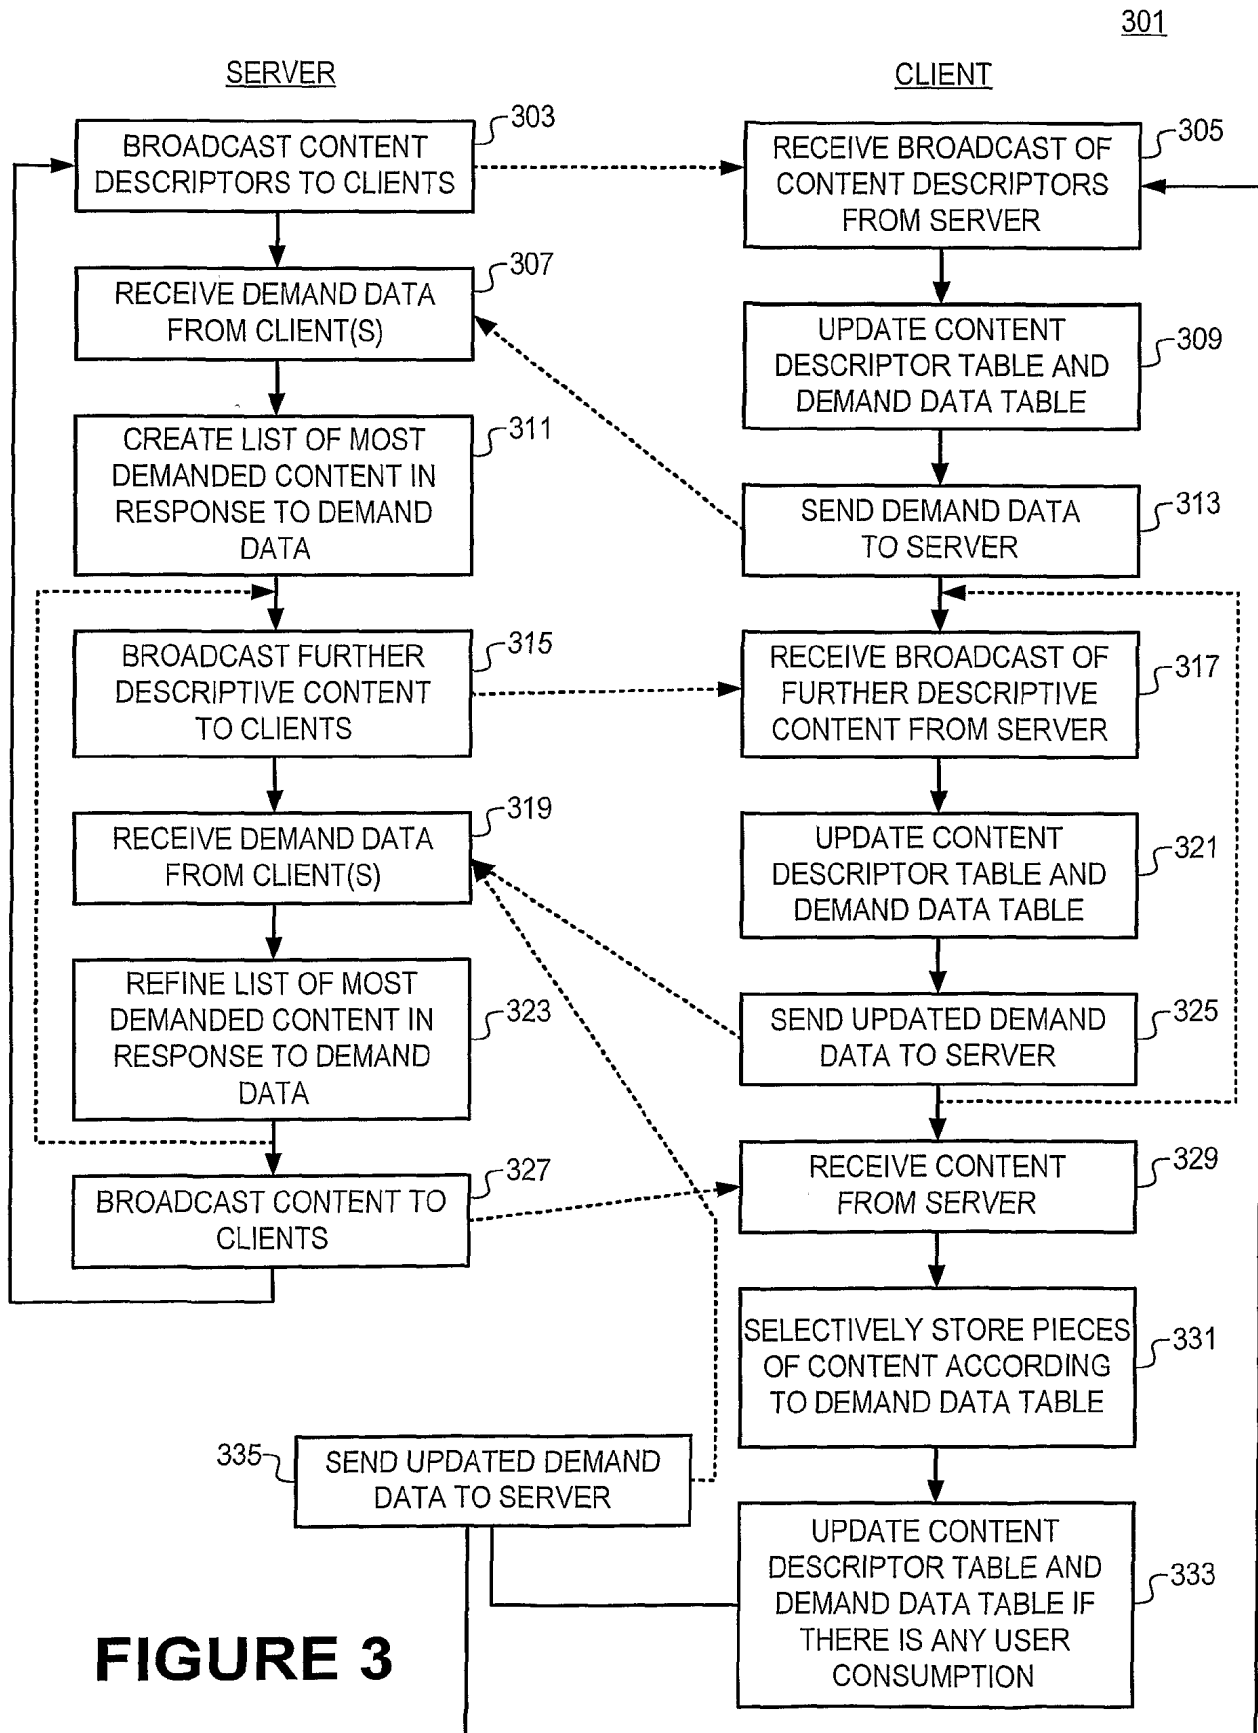 301
SERVER
CLIENT
303
BROADCAST CONTENT
DESCRIPTORS TO CLIENTS
305
RECEIVE BROADCAST OF
CONTENT DESCRIPTORS
FROM SERVER
307
RECEIVE DEMAND DATA
FROM CLIENT(S)
309
UPDATE CONTENT
DESCRIPTOR TABLE AND
DEMAND DATA TABLE
311
CREATE LIST OF MOST
DEMANDED CONTENT IN
RESPONSE TO DEMAND
DATA
313
SEND DEMAND DATA
TO SERVER
315
BROADCAST FURTHER
DESCRIPTIVE CONTENT
TO CLIENTS
317
RECEIVE BROADCAST OF
FURTHER DESCRIPTIVE
CONTENT FROM SERVER
319
RECEIVE DEMAND DATA
FROM CLIENT(S)
321
UPDATE CONTENT
DESCRIPTOR TABLE AND
DEMAND DATA TABLE
323
REFINE LIST OF MOST
DEMANDED CONTENT IN
RESPONSE TO DEMAND
DATA
325
SEND UPDATED DEMAND
DATA TO SERVER
327
BROADCAST CONTENT TO
CLIENTS
329
RECEIVE CONTENT
FROM SERVER
331
SELECTIVELY STORE PIECES
OF CONTENT ACCORDING
TO DEMAND DATA TABLE
335
SEND UPDATED DEMAND
DATA TO SERVER
333
UPDATE CONTENT
DESCRIPTOR TABLE AND
DEMAND DATA TABLE IF
THERE IS ANY USER
CONSUMPTION
FIGURE 3